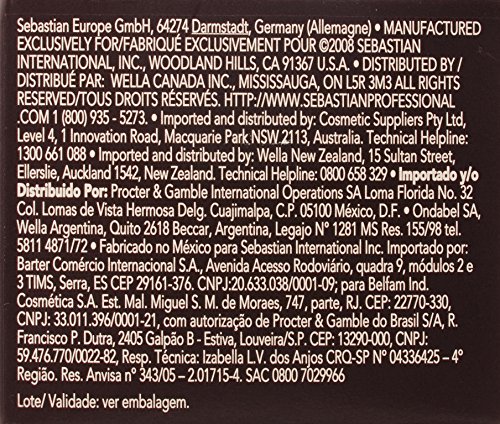 Sebastian Europe GmbH, 64274 Darmstadt, Germany (Allemagne) • MANUFACTURED
EXCLUSIVELY FOR/FABRIQUÉ EXCLUSIVEMENT POUR ©2008 SEBASTIAN
INTERNATIONAL, INC., WOODLAND HILLS, CA 91367 U.S.A. • DISTRIBUTED BY /
DISTRIBUÉ PAR: WELLA CANADA INC., MISSISSAUGA, ON L5R 3M3 ALL RIGHTS
RESERVED/TOUS DROITS RÉSERVÉS. HTTP://WWW.SEBASTIANPROFESSIONAL
.COM 1 (800) 935 - 5273. • Imported and distributed by: Cosmetic Suppliers Pty Ltd,
Level 4, 1 Innovation Road, Macquarie Park NSW 2113, Australia. Technical Helpline:
1300 661 088 • Imported and distributed by: Wella New Zealand, 15 Sultan Street,
Ellerslie, Auckland 1542, New Zealand. Technical Helpline: 0800 658 329 • Importado y/o
Distribuido Por: Procter & Gamble International Operations SA Loma Florida No. 32
Col. Lomas de Vista Hermosa Delg. Cuajimalpa, C.P. 05100 México, D.F. • Ondabel SA,
Wella Argentina, Quito 2618 Beccar, Argentina, Legajo N° 1281 MS Res. 155/98 tel.
5811 4871/72 • Fabricado no México para Sebastian International Inc. Importado por:
Barter Comércio Internacional S.A., Avenida Acesso Rodoviário, quadra 9, módulos 2 e
3 TIMS, Serra, ES CEP 29161-376. CNPJ:20.633.038/0001-09; para Belfam Ind.
Cosmética S.A. Est. Mal. Miguel S. M. de Moraes, 747, parte, RJ. CEP: 22770-330,
CNPJ: 33.011.396/0001-21, com autorização de Procter & Gamble do Brasil S/A, R.
Francisco P. Dutra, 2405 Galpão B - Estiva, Louveira/S.P. CEP: 13290-000, CNPJ:
59.476.770/0022-82, Resp. Técnica: Izabella L.V. dos Anjos CRQ-SP N° 04336425 – 4°
Região. Res. Anvisa n° 343/05 – 2.01715-4. SAC 0800 7029966
Lote/ Validade: ver embalagem.